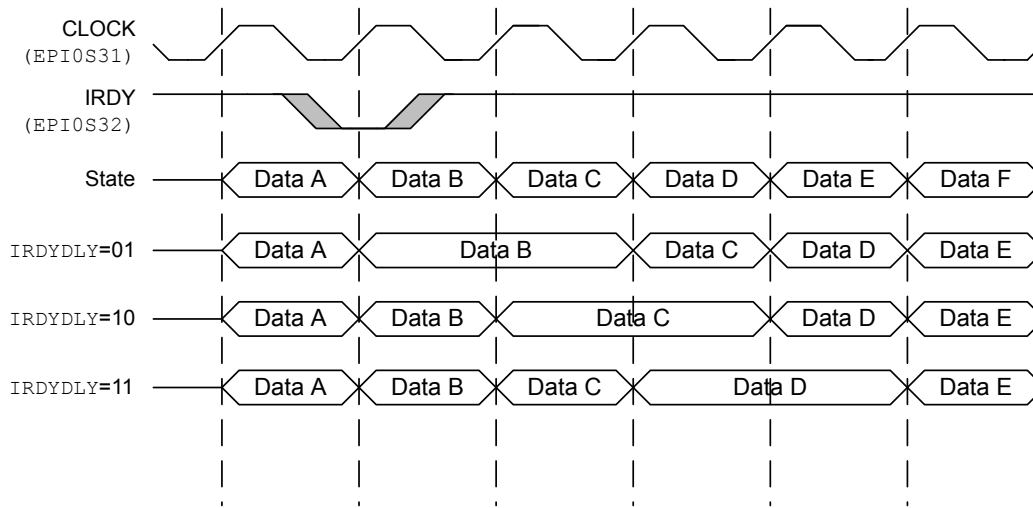 CLOCK
(EPI0S31)
IRDY
(EPI0S32)
State Data A Data B Data C Data D Data E Data F
IRDYDLY=01 Data A Data B Data C Data D Data E
IRDYDLY=10 Data A Data B Data C Data D Data E
IRDYDLY=11 Data A Data B Data C Data D Data E